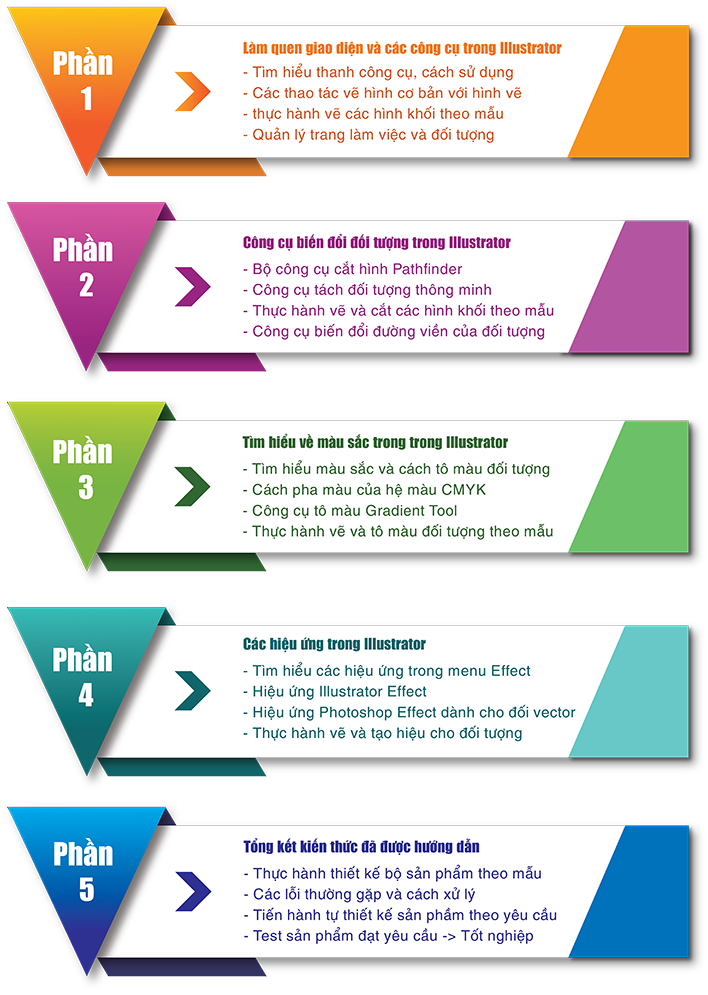 Phần
1
Làm quen giao diện và các công cụ trong Illustrator
- Tìm hiểu thanh công cụ, cách sử dụng
- Các thao tác vẽ hình cơ bản với hình vẽ
- thực hành vẽ các hình khối theo mẫu
- Quản lý trang làm việc và đối tượng
Phần
2
Công cụ biến đổi đối tượng trong Illustrator
- Bộ công cụ cắt hình Pathfinder
- Công cụ tách đối tượng thông minh
- Thực hành vẽ và cắt các hình khối theo mẫu
- Công cụ biến đổi đường viền của đối tượng
Phần
3
Tìm hiểu về màu sắc trong trong Illustrator
- Tìm hiểu màu sắc và cách tô màu đối tượng
- Cách pha màu của hệ màu CMYK
- Công cụ tô màu Gradient Tool
- Thực hành vẽ và tô màu đối tượng theo mẫu
Phần
4
Các hiệu ứng trong Illustrator
- Tìm hiểu các hiệu ứng trong menu Effect
- Hiệu ứng Illustrator Effect
- Hiệu ứng Photoshop Effect dành cho đối vector
- Thực hành vẽ và tạo hiệu cho đối tượng
Phần
5
Tổng kết kiến thức đã được hướng dẫn
- Thực hành thiết kế bộ sản phẩm theo mẫu
- Các lỗi thường gặp và cách xử lý
- Tiến hành tự thiết kế sản phầm theo yêu cầu
- Test sản phẩm đạt yêu cầu -> Tốt nghiệp